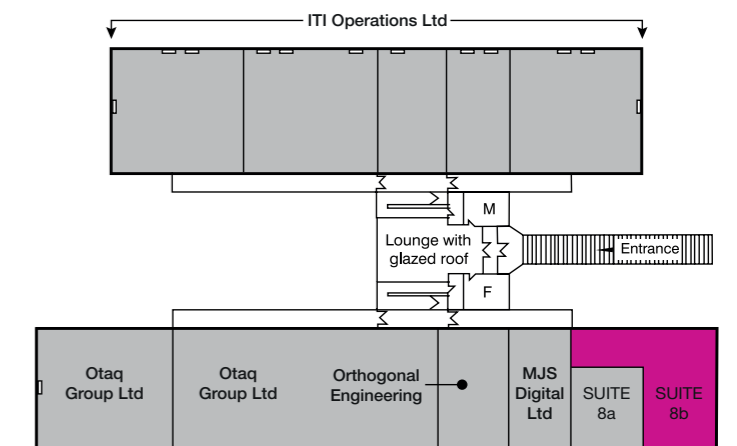 ITI Operations Ltd
M
Lounge with
glazed roof
Entrance
F
Otaq
Group Ltd
Otaq
Group Ltd
Orthogonal
Engineering
MJS
Digital
Ltd
SUITE
8a
SUITE
8b